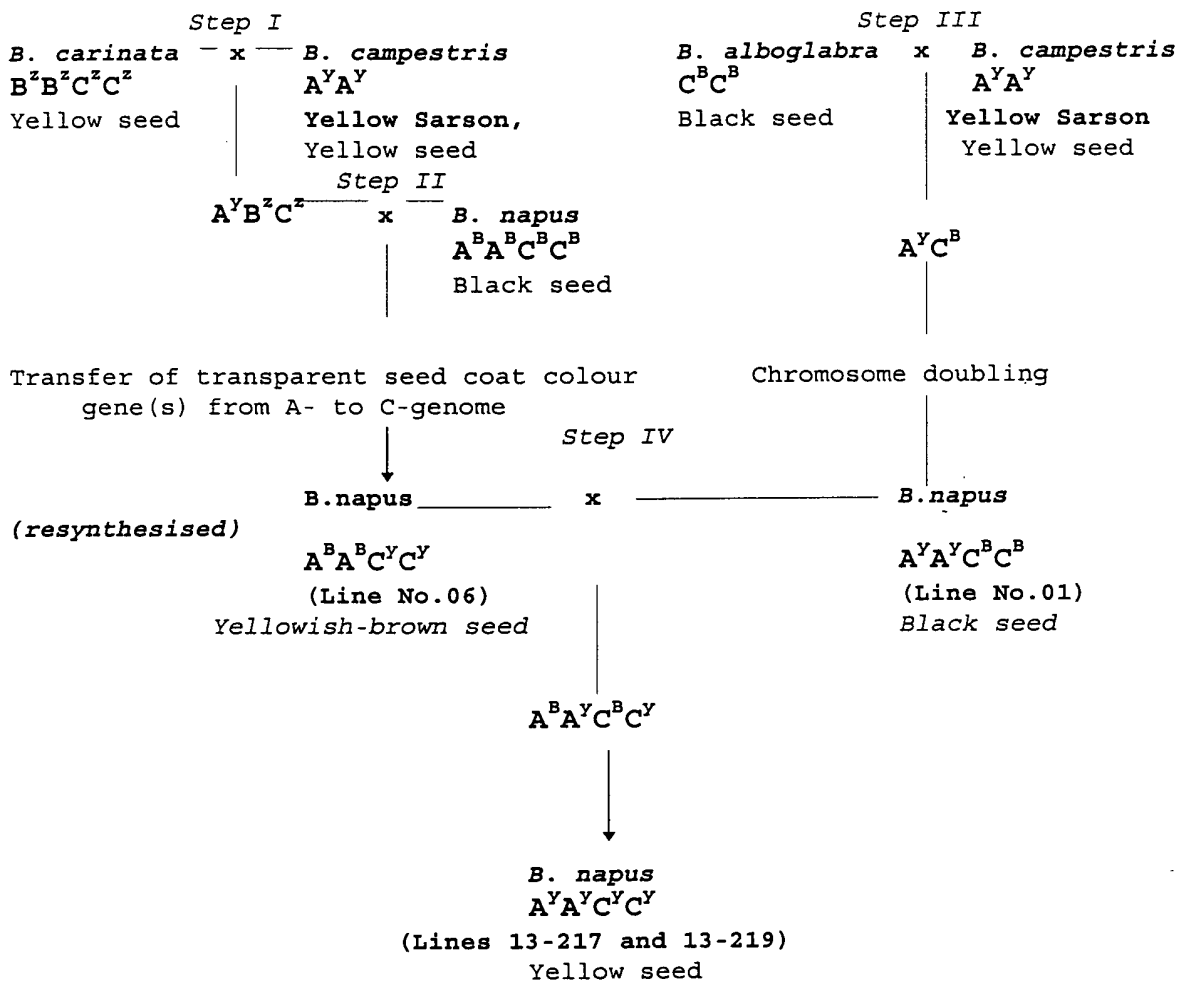 Step I
B. carinata x B. campestris
BᶻBᶻCᶻCᶻ AʸAʸ
Yellow seed Yellow Sarson,
Yellow seed
Step III
B. alboglabra x B. campestris
CᴮCᴮ AʸAʸ
Black seed Yellow Sarson
Yellow seed
Step II
AʸBᶻCᶻ x B. napus
AᴮAᴮCᴮCᴮ
Black seed
AʸCᴮ
Transfer of transparent seed coat colour
gene(s) from A- to C-genome
Chromosome doubling
Step IV
B.napus x B.napus
(resynthesised)
AᴮAᴮCʸCʸ
(Line No.06)
Yellowish-brown seed
AʸAʸCᴮCᴮ
(Line No.01)
Black seed
AᴮAʸCᴮCʸ
B. napus
AʸAʸCʸCʸ
(Lines 13-217 and 13-219)
Yellow seed